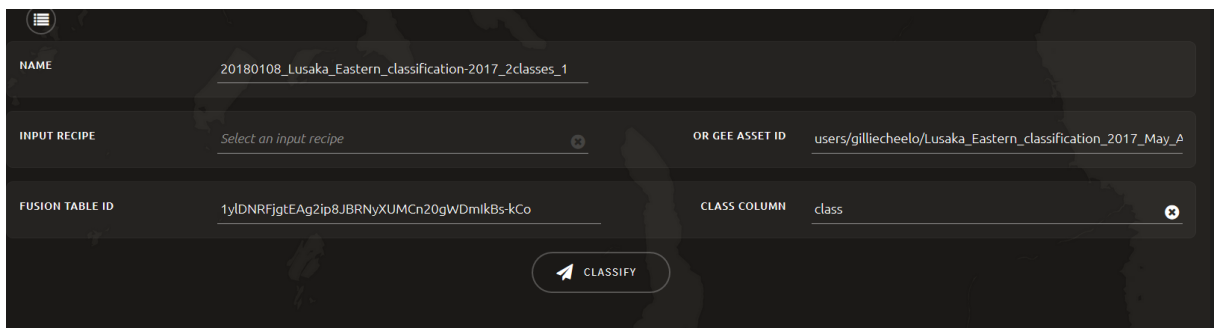 NAME
20180108_Lusaka_Eastern_classification-2017_2classes_1
INPUT RECIPE
Select an input recipe
OR GEE ASSET ID
users/gilliecheelo/Lusaka_Eastern_classification_2017_May_A
FUSION TABLE ID
1ylDNRFjgtEAg2ip8JBRNyXUMCn20gWDmIkBs-kCo
CLASS COLUMN
class
CLASSIFY